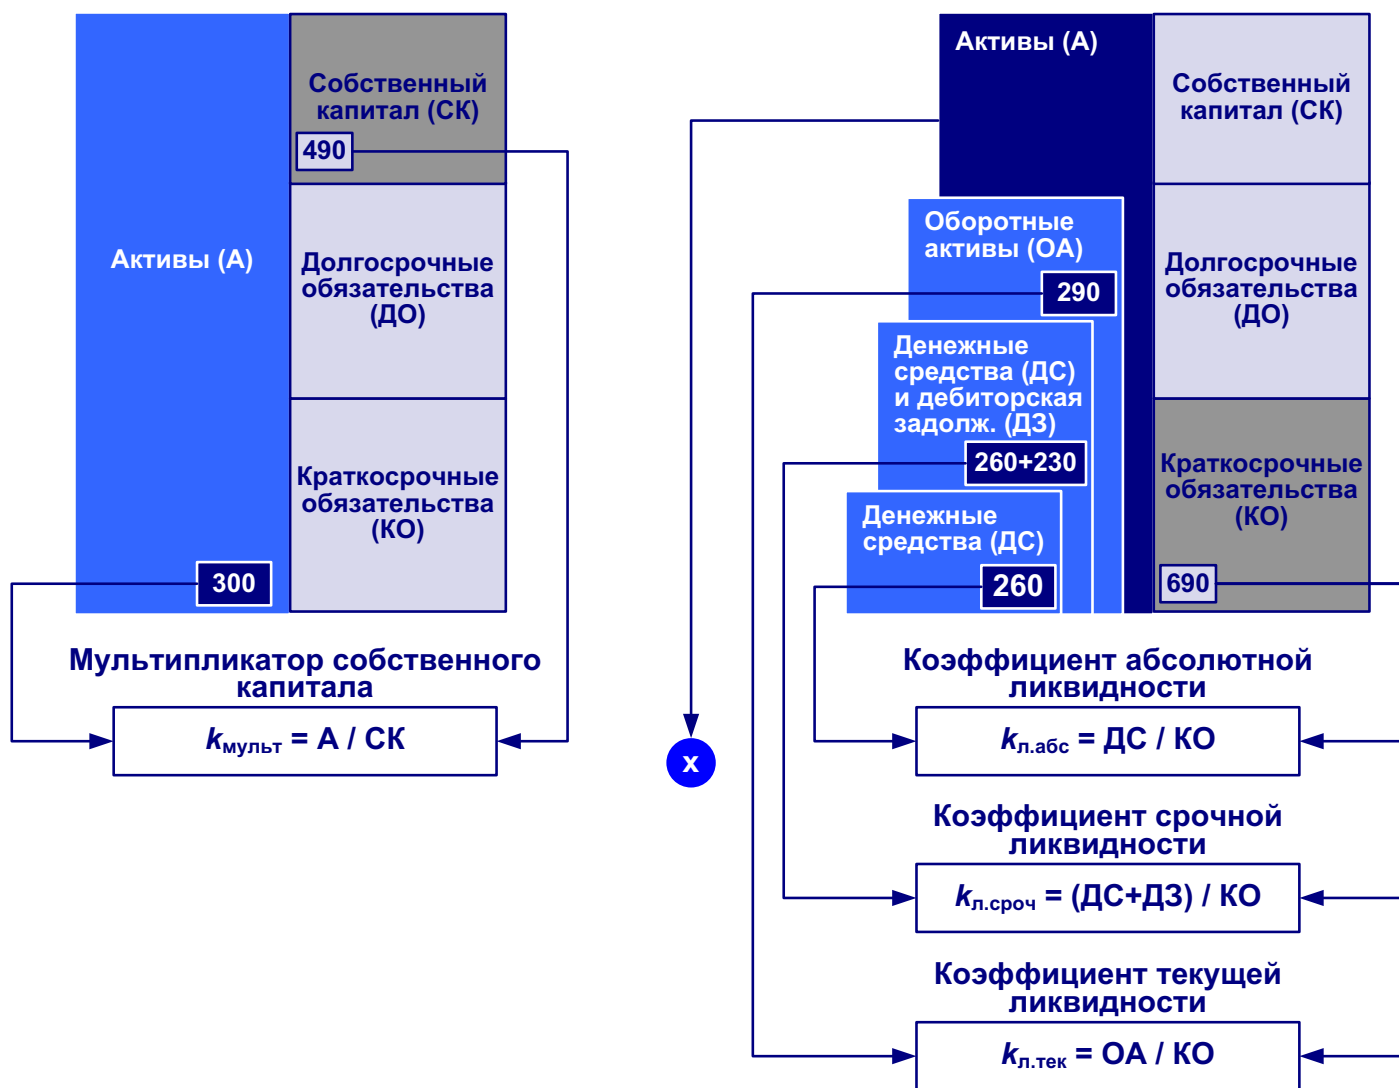 Активы (А)
Собственный
капитал (СК)
490
Долгосрочные
обязательства
(ДО)
Краткосрочные
обязательства
(КО)
300
Мультипликатор собственного
капитала
kмульт = А / СК
Активы (А)
Собственный
капитал (СК)
Оборотные
активы (ОА)
290
Долгосрочные
обязательства
(ДО)
Денежные
средства (ДС)
и дебиторская
задолж. (ДЗ)
260+230
Краткосрочные
обязательства
(КО)
690
Денежные
средства (ДС)
260
x
Коэффициент абсолютной
ликвидности
kл.абс = ДС / КО
Коэффициент срочной
ликвидности
kл.сроч = (ДС+ДЗ) / КО
Коэффициент текущей
ликвидности
kл.тек = ОА / КО